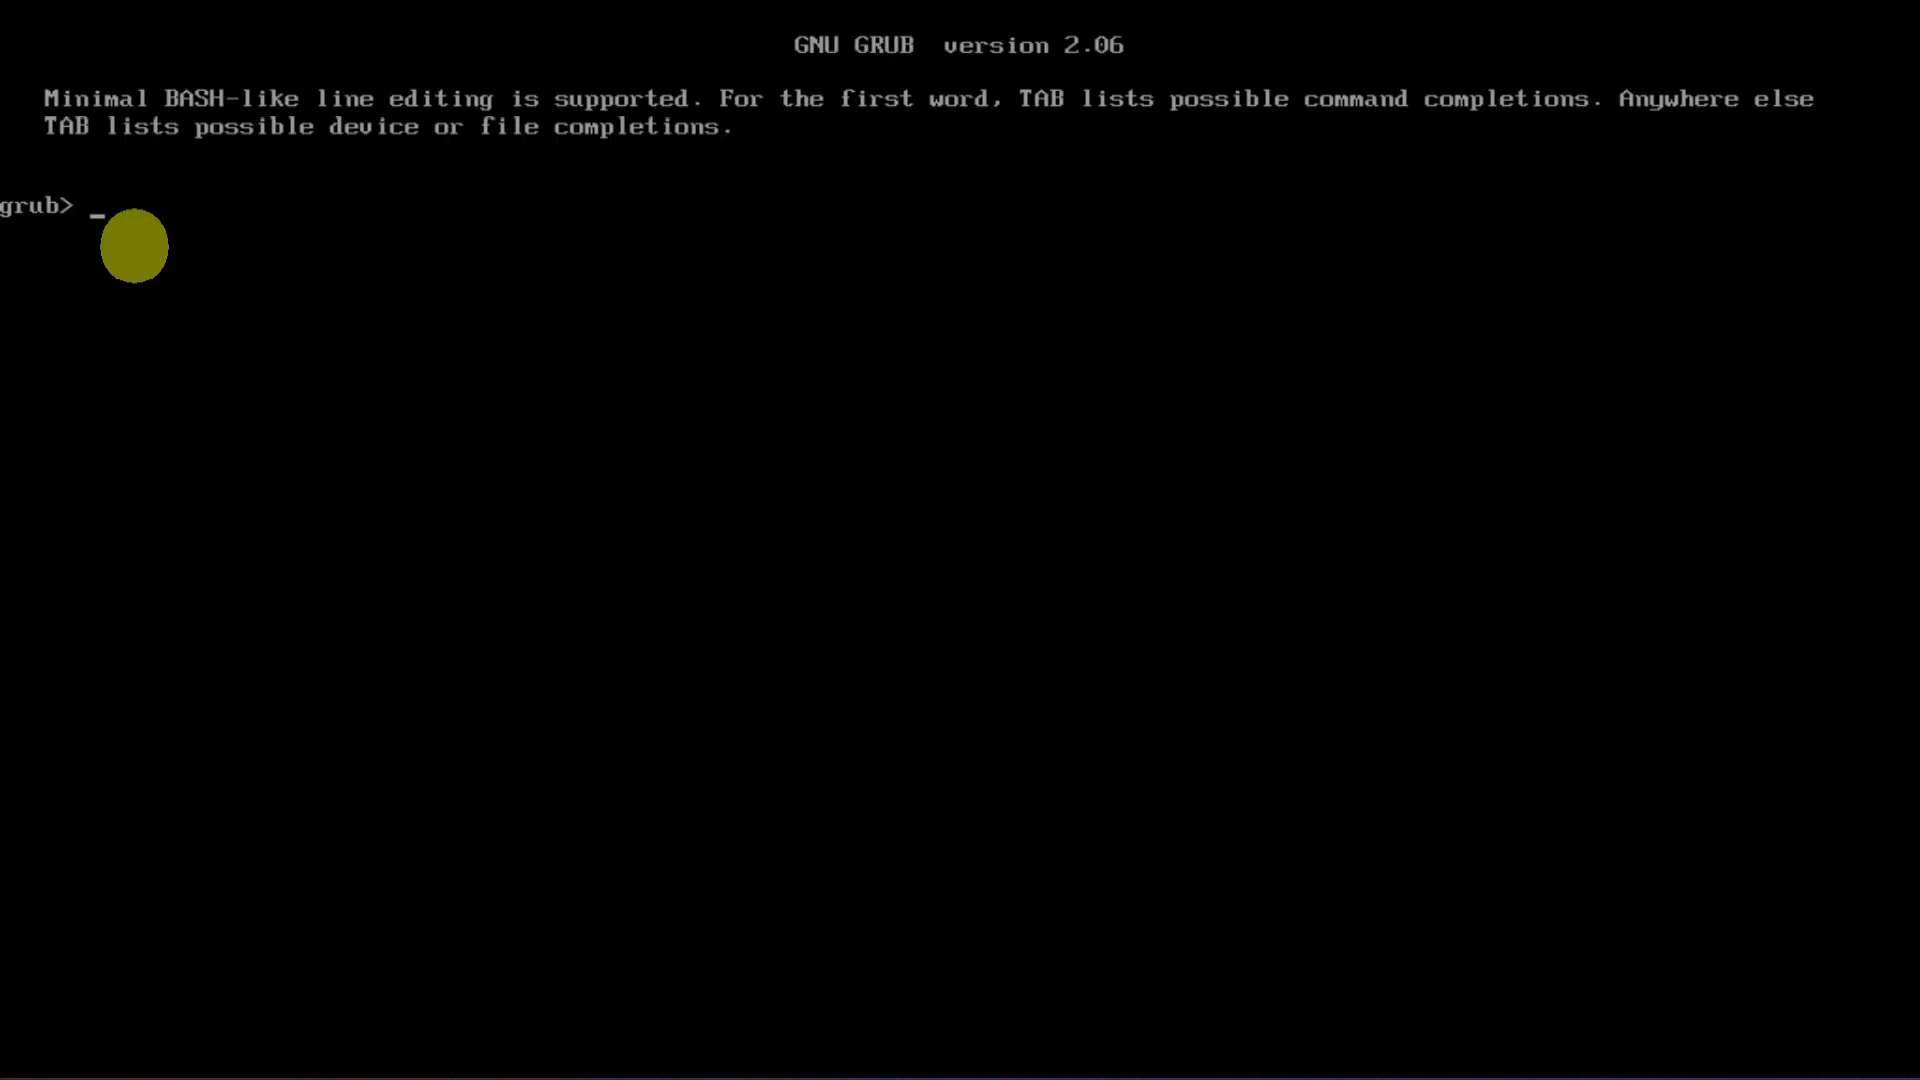 GNU GRUB  version 2.06
Minimal BASH-like line editing is supported. For the first word, TAB lists possible command completions. Anywhere else
TAB lists possible device or file completions.
grub> _